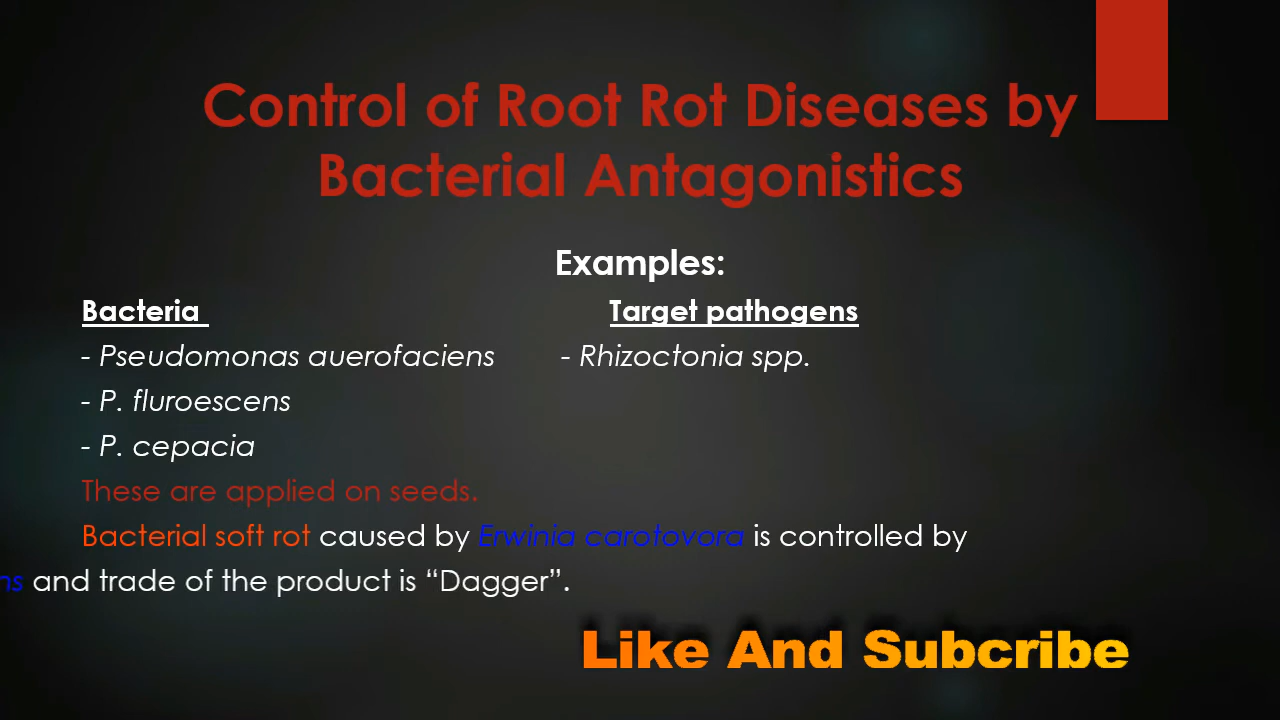 Control of Root Rot Diseases by
Bacterial Antagonistics
Examples:
Bacteria Target pathogens
- Pseudomonas auerofaciens - Rhizoctonia spp.
- P. fluroescens
- P. cepacia
These are applied on seeds.
Bacterial soft rot caused by Erwinia carotovora is controlled by
and trade of the product is “Dagger”.
Like And Subcribe